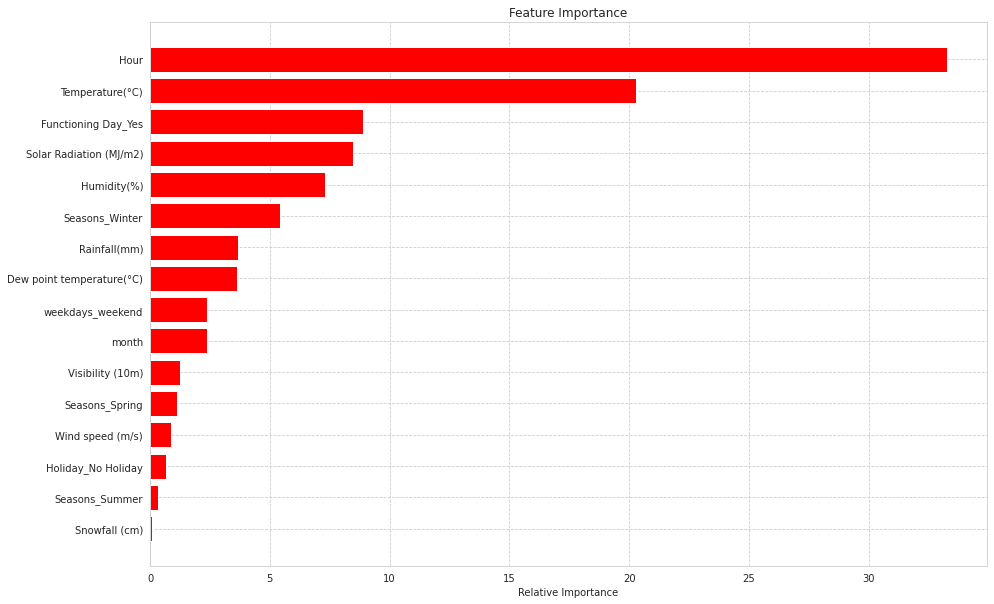 Feature Importance
Hour
Temperature(°C)
Functioning Day_Yes
Solar Radiation (MJ/m2)
Humidity(%)
Seasons_Winter
Rainfall(mm)
Dew point temperature(°C)
weekdays_weekend
month
Visibility (10m)
Seasons_Spring
Wind speed (m/s)
Holiday_No Holiday
Seasons_Summer
Snowfall (cm)
0 5 10 15 20 25 30
Relative Importance